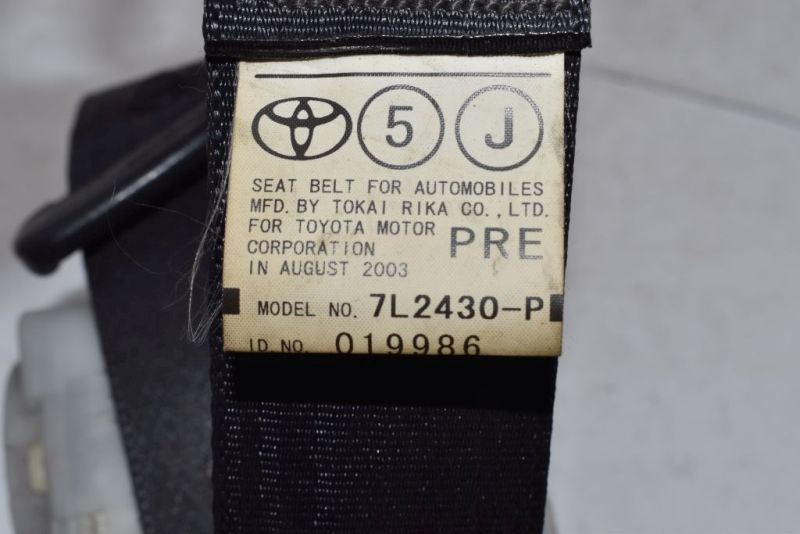 5 J
SEAT BELT FOR AUTOMOBILES
MFD. BY TOKAI RIKA CO., LTD.
FOR TOYOTA MOTOR
CORPORATION PRE
IN AUGUST 2003
MODEL NO. 7L2430-P
ID. NO. 019986